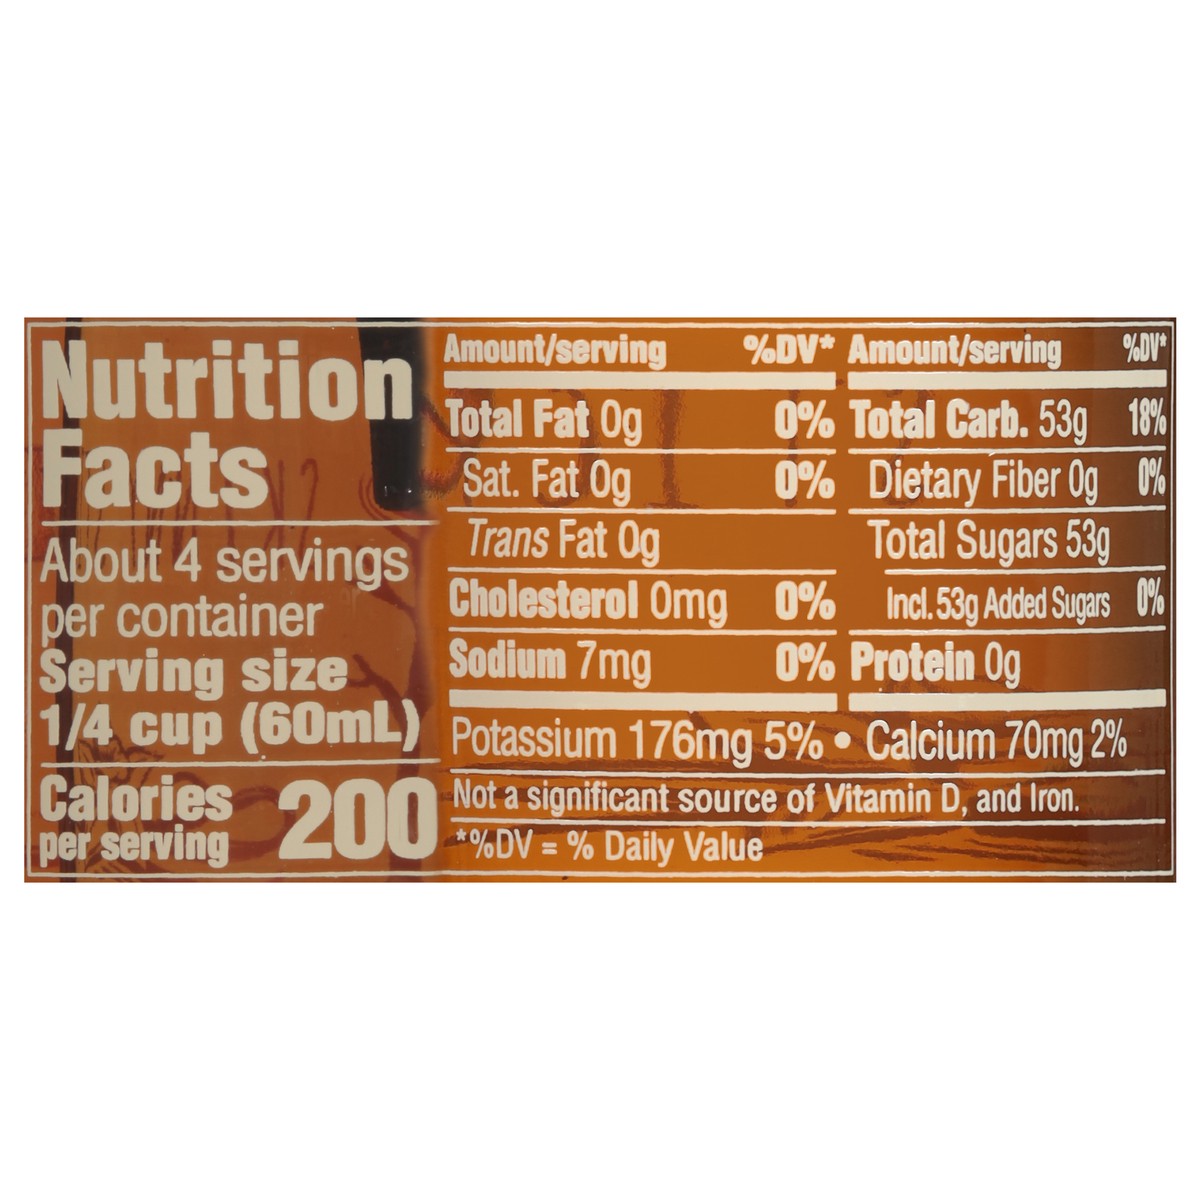 Nutrition
Facts
About 4 servings
per container
Serving size
1/4 cup (60mL)
Calories
per serving 200
Amount/serving %DV*
Total Fat 0g 0%
Sat. Fat 0g 0%
Trans Fat 0g
Cholesterol 0mg 0%
Sodium 7mg 0%
Amount/serving %DV*
Total Carb. 53g 18%
Dietary Fiber 0g 0%
Total Sugars 53g
Incl. 53g Added Sugars 0%
Protein 0g
Potassium 176mg 5% • Calcium 70mg 2%
Not a significant source of Vitamin D, and Iron.
*%DV = % Daily Value